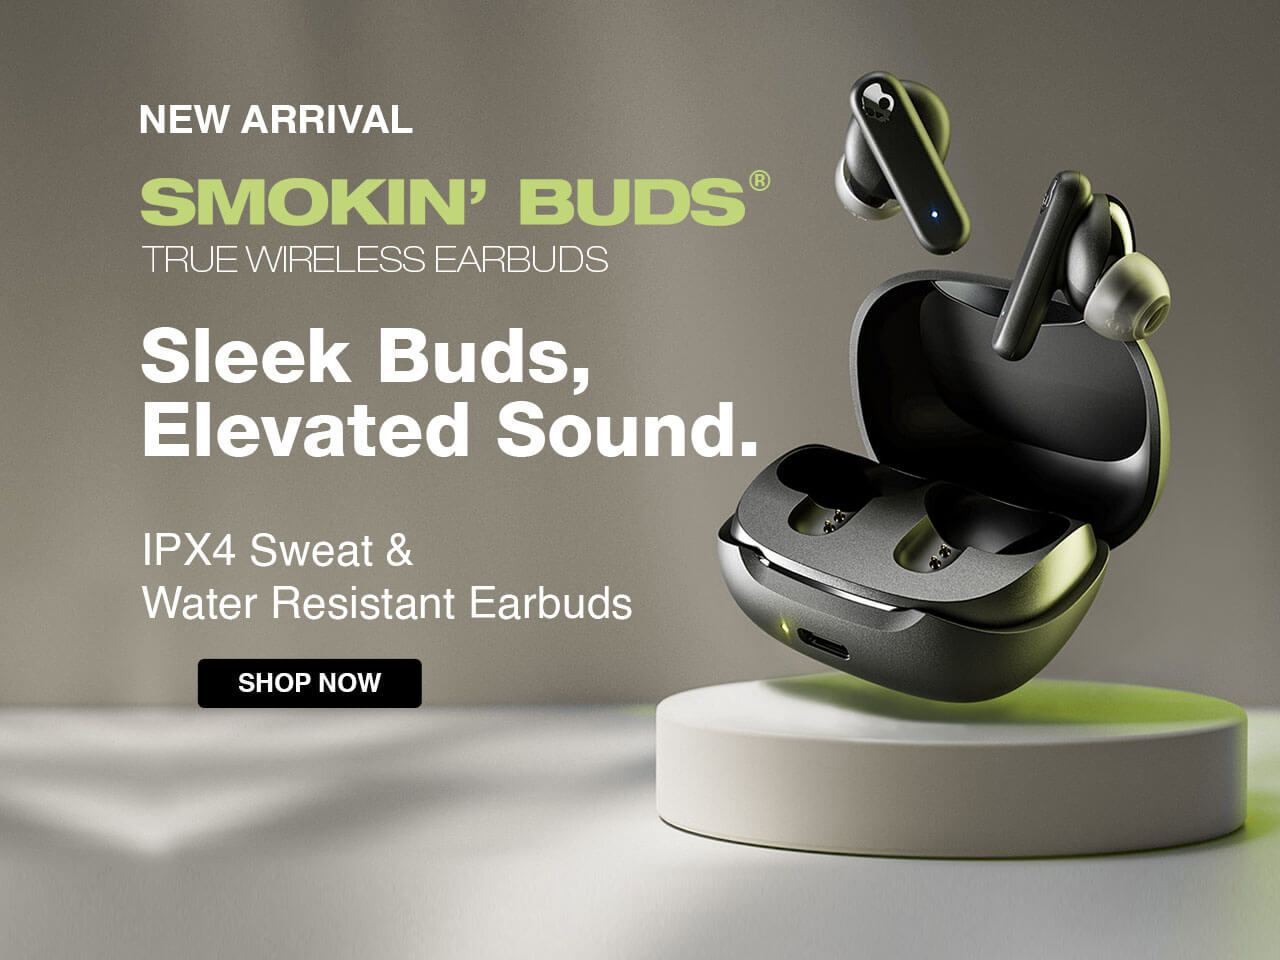 NEW ARRIVAL
SMOKIN’ BUDS®
TRUE WIRELESS EARBUDS
Sleek Buds,
Elevated Sound.
IPX4 Sweat &
Water Resistant Earbuds
SHOP NOW